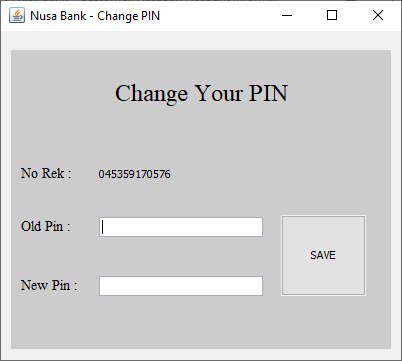 Nusa Bank - Change PIN
Change Your PIN
No Rek : 045359170576
Old Pin :
SAVE
New Pin :